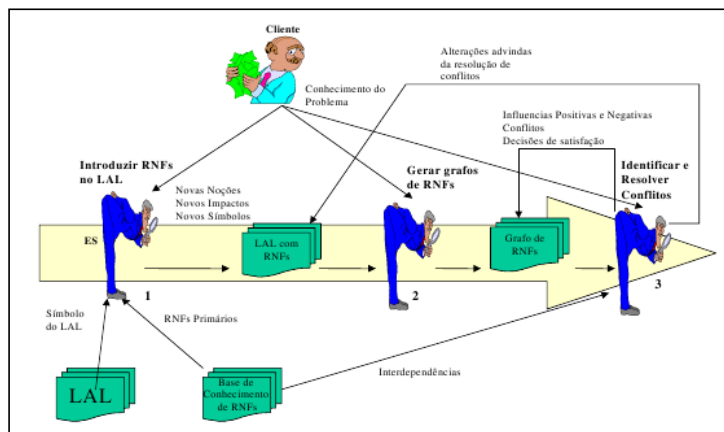 Cliente
Alterações advindas
da resolução de
conflitos
Conhecimento do
Problema
Influencias Positivas e Negativas
Conflitos
Decisões de satisfação
Introduzir RNFs
no LAL
Gerar grafos
de RNFs
Identificar e
Resolver
Conflitos
Novas Noções
Novos Impactos
Novos Símbolos
ES
LAL com
RNFs
Grafo de
RNFs
1
2
3
Símbolo
do LAL
RNFs Primários
Interdependências
LAL
Base de
Conhecimento
de RNFs